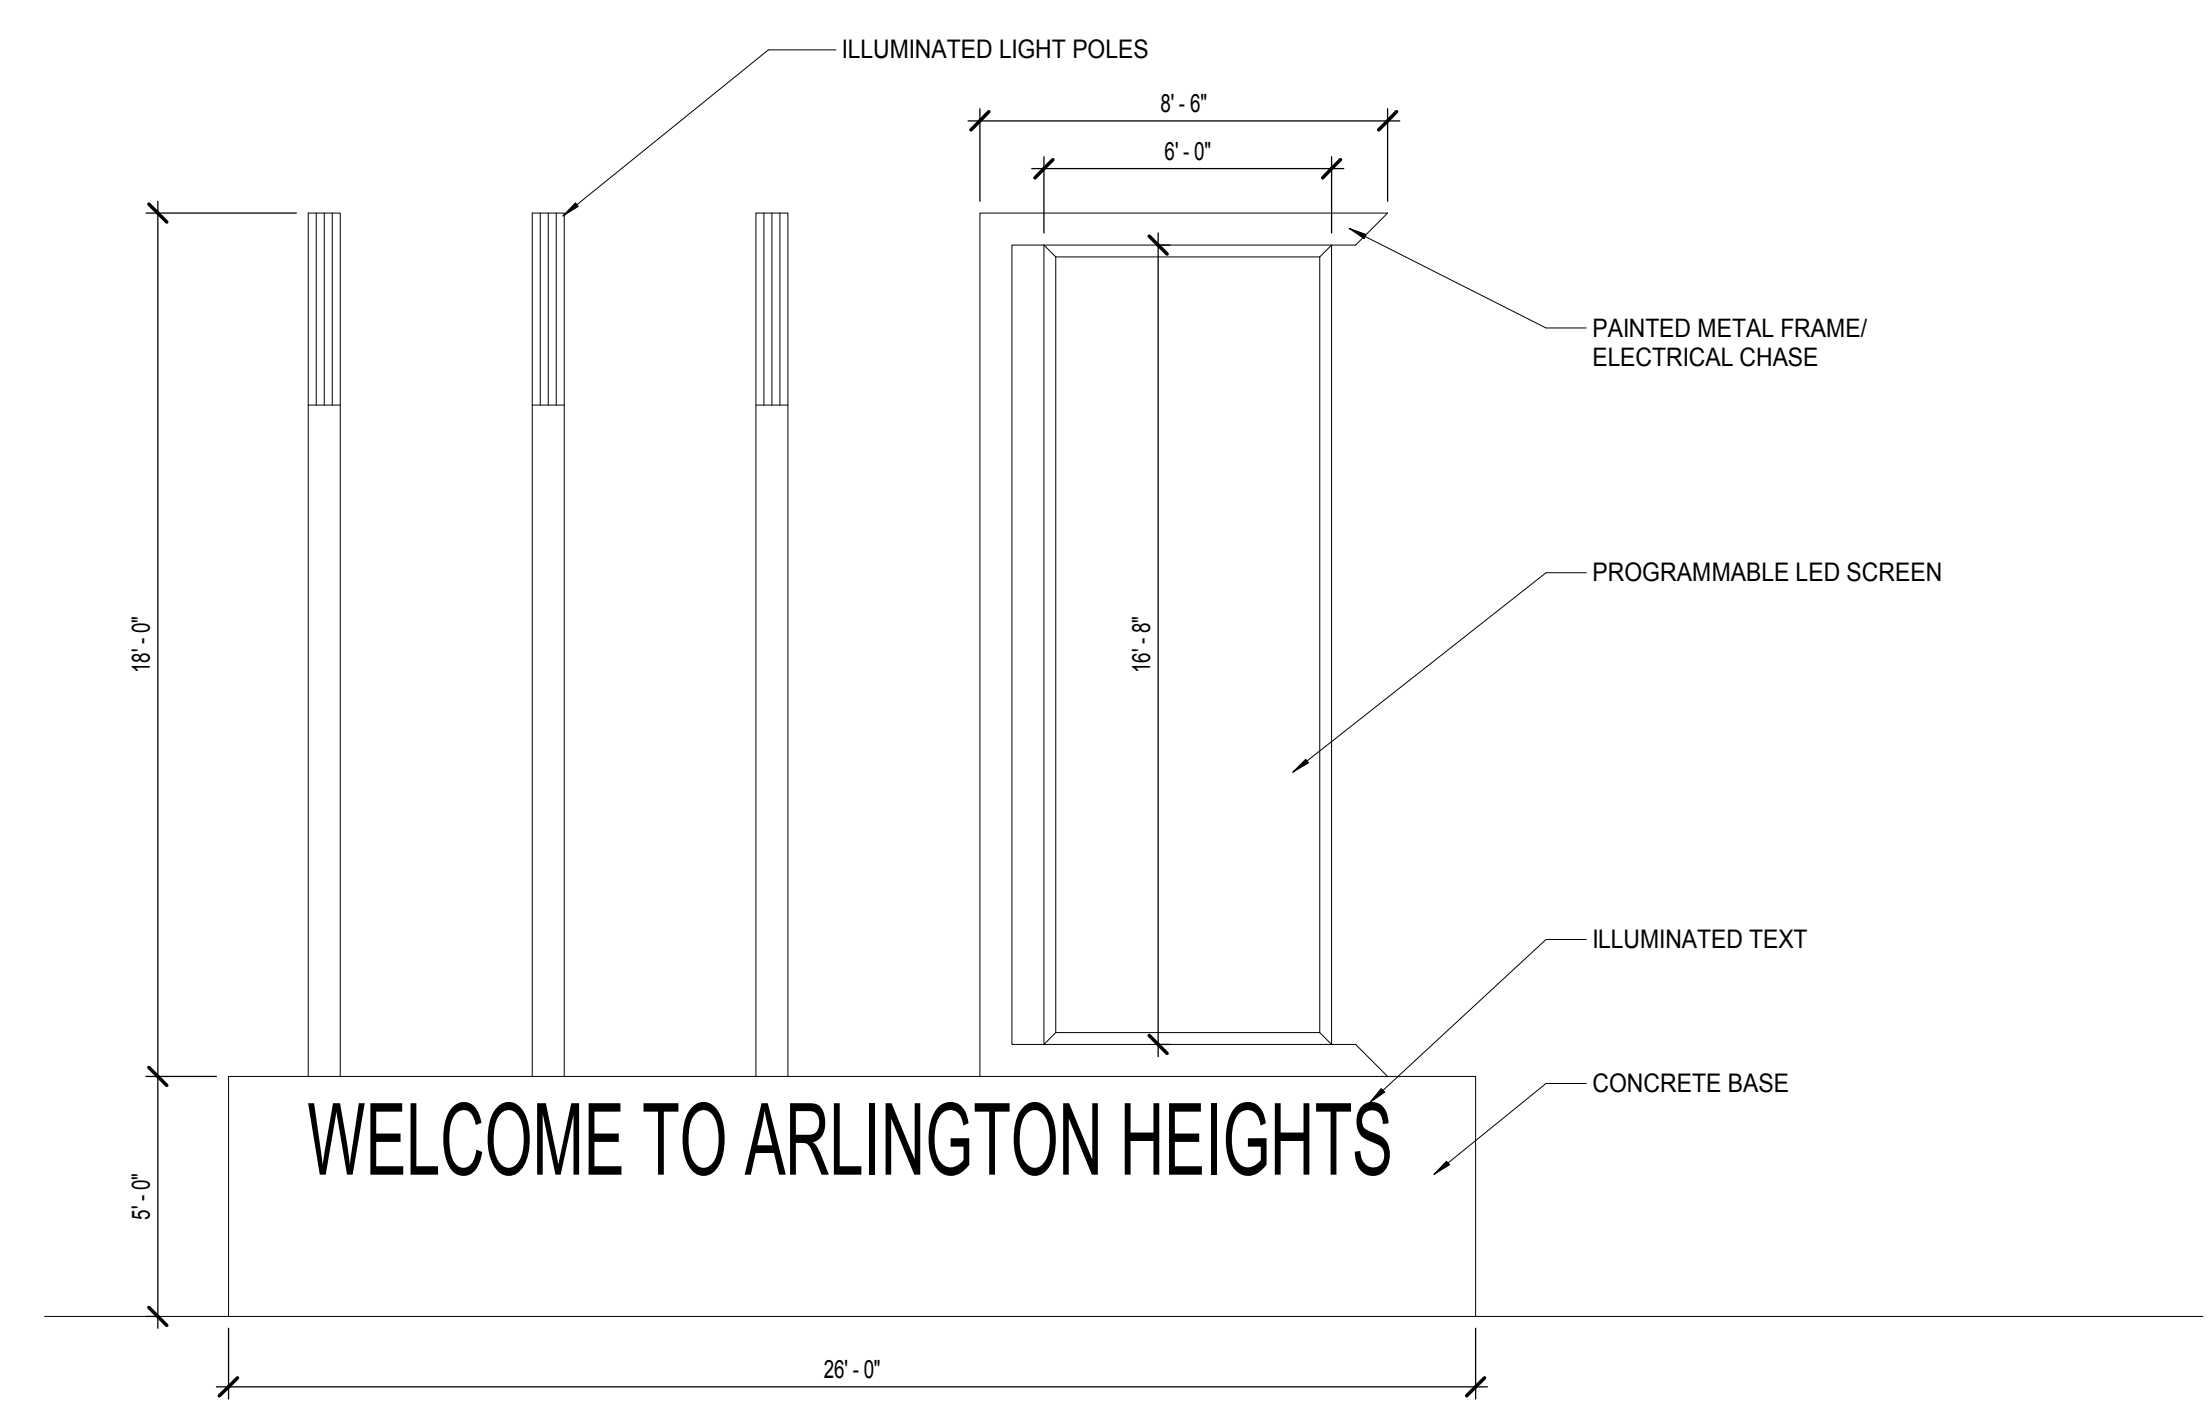 ILLUMINATED LIGHT POLES
8' - 6"
6' - 0"
PAINTED METAL FRAME/
ELECTRICAL CHASE
PROGRAMMABLE LED SCREEN
18' - 0"
16' - 8"
ILLUMINATED TEXT
CONCRETE BASE
WELCOME TO ARLINGTON HEIGHTS
5' - 0"
26' - 0"